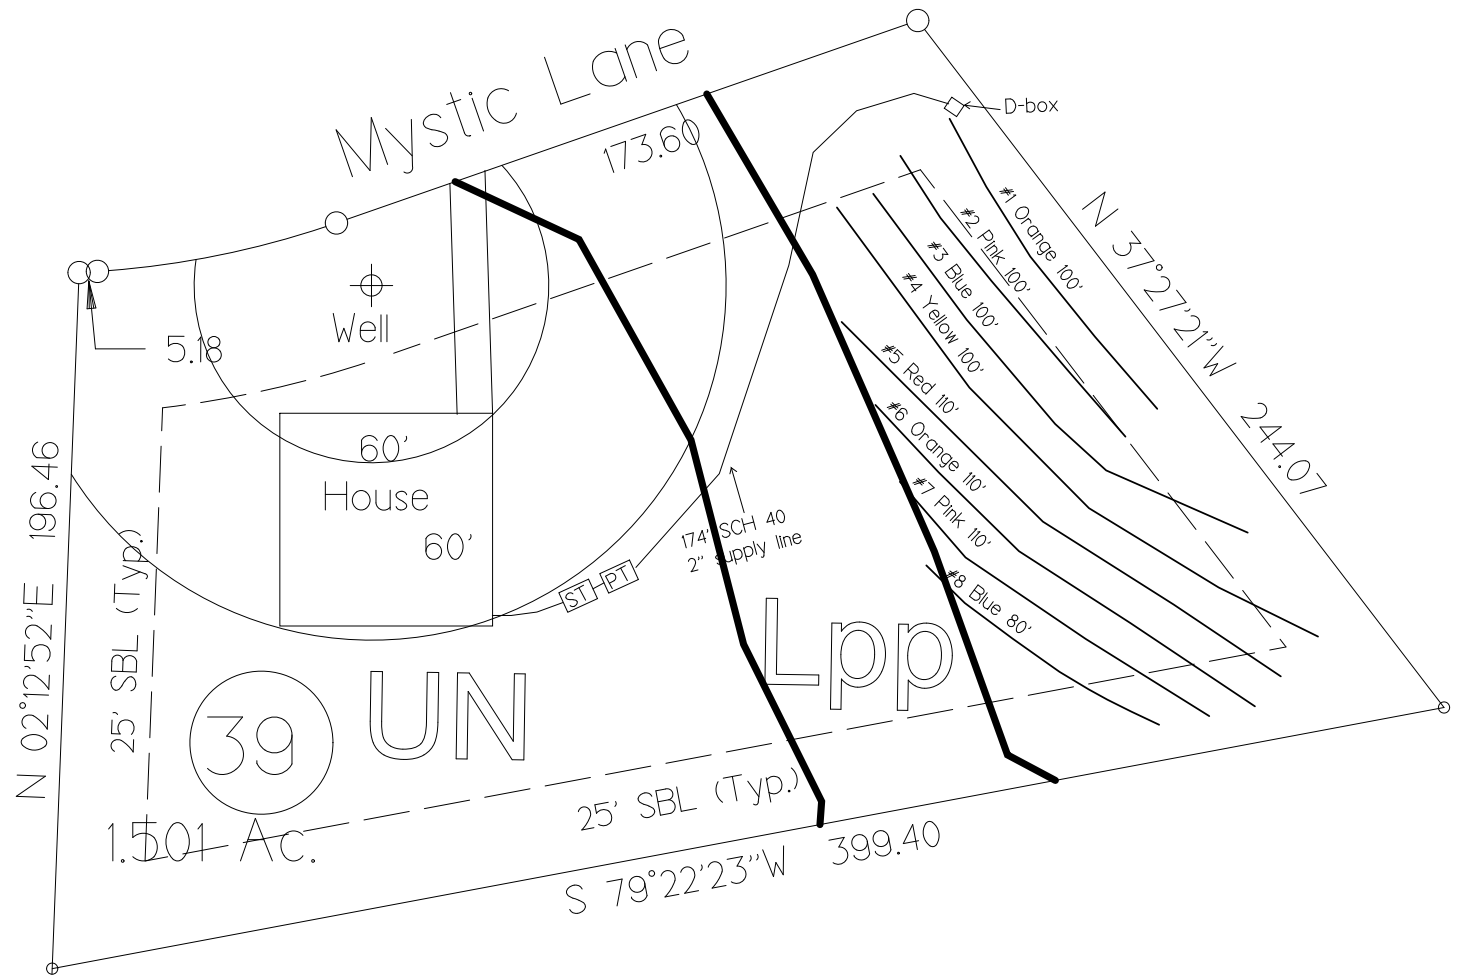 Mystic Lane
173.60
D-box
#1 Orange 100'
#2 Pink 100'
#3 Blue 100'
#4 Yellow 100'
#5 Red 110'
#6 Orange 110'
#7 Pink 110'
#8 Blue 80'
N 37°27'21"W 244.07
Well
5.18
60'
House
60'
174' SCH 40
2" supply line
ST
PT
N 02°12'52"E 196.46
25' SBL (Typ.)
UN
Lpp
39
1.501 Ac.
25' SBL (Typ.)
S 79°22'23"W 399.40